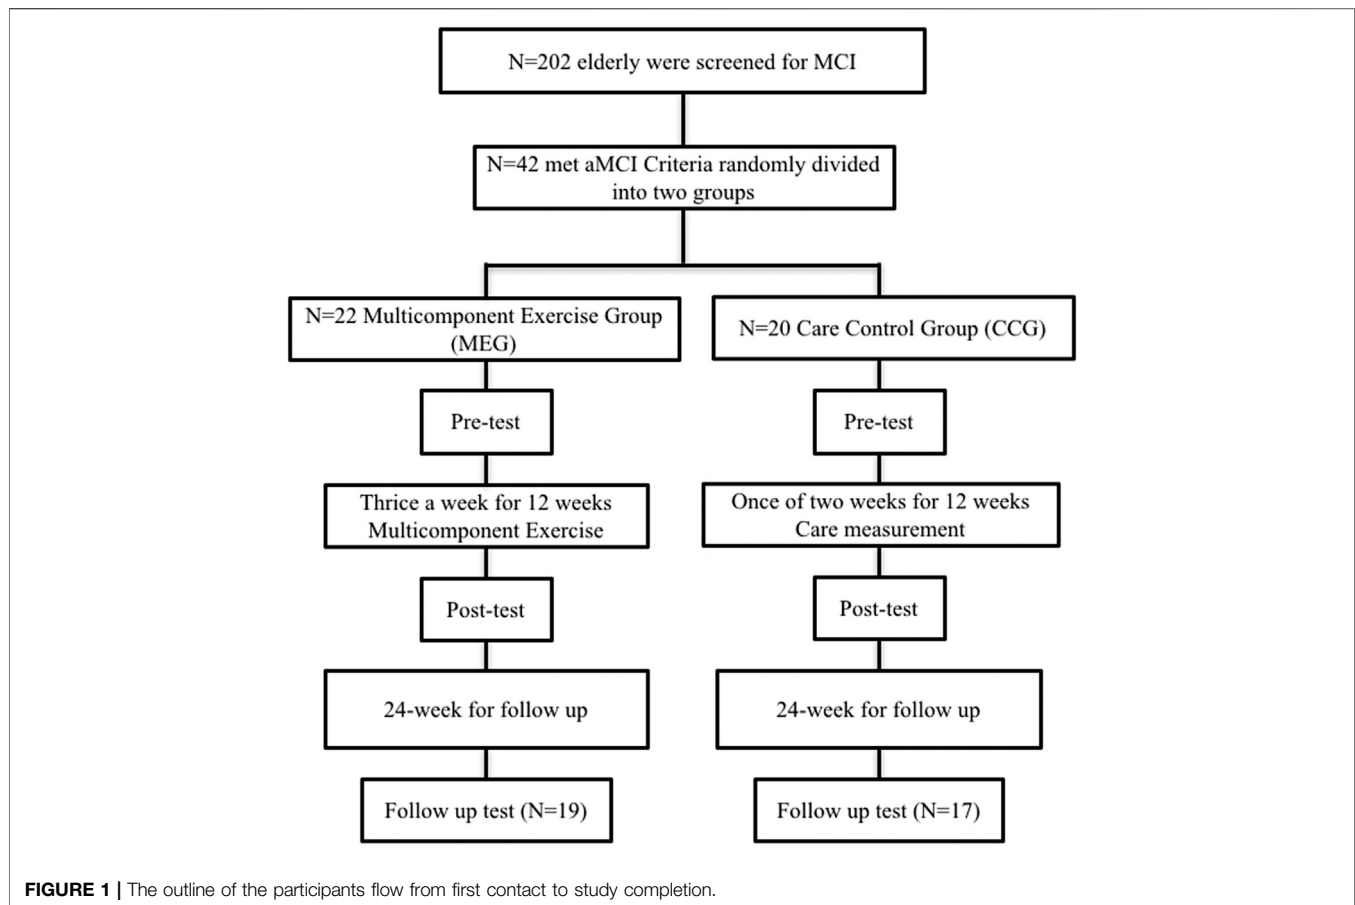 N=202 elderly were screened for MCI
N=42 met aMCI Criteria randomly divided
into two groups
N=22 Multicomponent Exercise Group
(MEG)
N=20 Care Control Group (CCG)
Pre-test
Pre-test
Thrice a week for 12 weeks
Multicomponent Exercise
Once of two weeks for 12 weeks
Care measurement
Post-test
Post-test
24-week for follow up
24-week for follow up
Follow up test (N=19)
Follow up test (N=17)
FIGURE 1 | The outline of the participants flow from first contact to study completion.